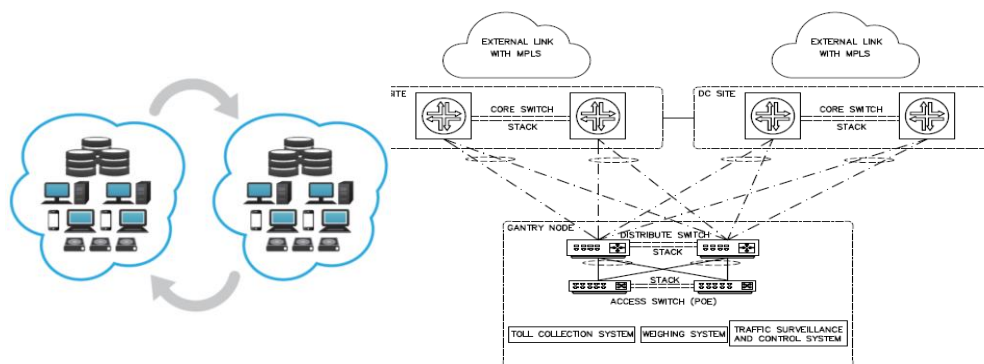 EXTERNAL LINK
WITH MPLS
EXTERNAL LINK
WITH MPLS
SITE
CORE SWITCH
STACK
DC SITE
CORE SWITCH
STACK
GANTRY NODE
DISTRIBUTE SWITCH
STACK
STACK
ACCESS SWITCH (POE)
TOLL COLLECTION SYSTEM
WEIGHING SYSTEM
TRAFFIC SURVEILLANCE
AND CONTROL SYSTEM